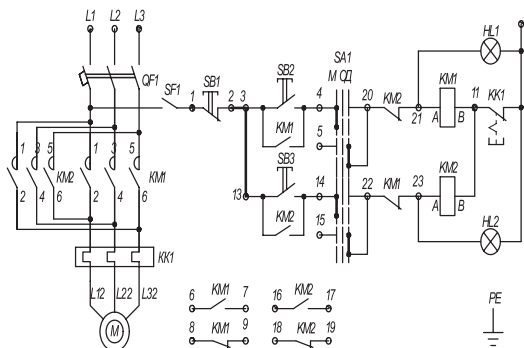 L1 L2 L3
HL1
QF1
SF1
1
SB1
2 3
SB2
4
SA1
М О Д
20
KM2
21
KM1
A B
11
KK1
KM1
5
1 3 5
KM2
2 4 6
1 3 5
KM1
2 4 6
13
SB3
14
KM2
15
22
KM1
23
KM2
A B
HL2
KK1
L12 L22 L32
M
6 KM1 7
16 KM2 17
8 KM1 9
18 KM2 19
PE